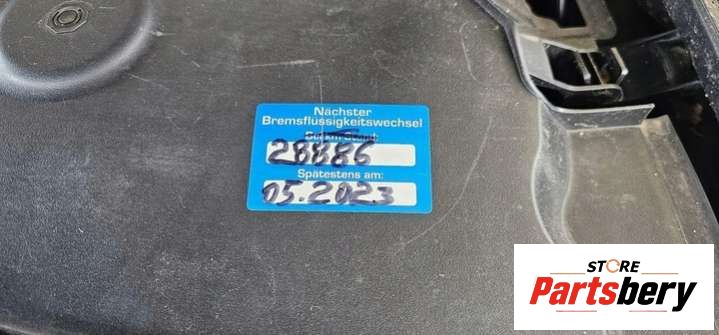 Nächster
Bremsflüssigkeitswechsel
28886
Spätestens am:
05.2023
STORE
Partsbery